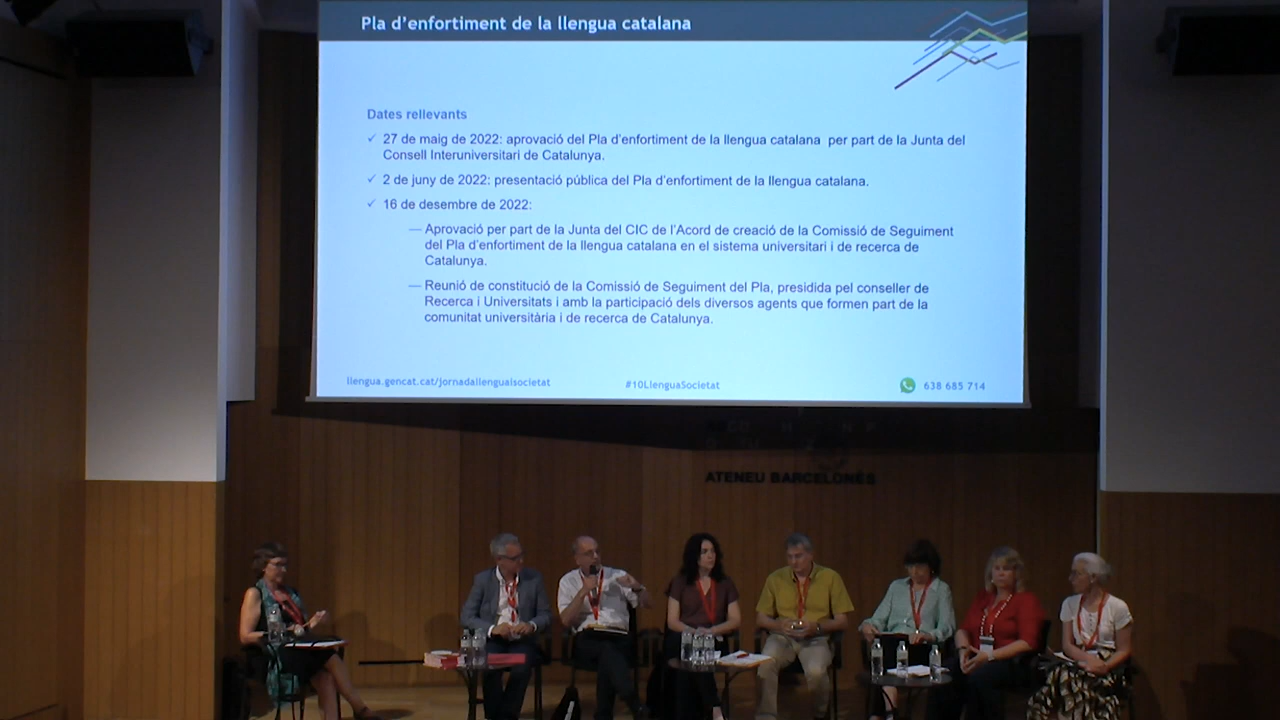 Pla d'enfortiment de la llengua catalana
Dates rellevants
✓ 27 de maig de 2022: aprovació del Pla d'enfortiment de la llengua catalana per part de la Junta del
Consell Interuniversitari de Catalunya.
✓ 2 de juny de 2022: presentació pública del Pla d'enfortiment de la llengua catalana.
✓ 16 de desembre de 2022:
— Aprovació per part de la Junta del CIC de l'Acord de creació de la Comissió de Seguiment
del Pla d'enfortiment de la llengua catalana en el sistema universitari i de recerca de
Catalunya.
— Reunió de constitució de la Comissió de Seguiment del Pla, presidida pel conseller de
Recerca i Universitats i amb la participació dels diversos agents que formen part de la
comunitat universitària i de recerca de Catalunya.
llengua.gencat.cat/jornadallenguaisocietat #10LlenguaSocietat 638 685 714
ATENEU BARCELONÈS